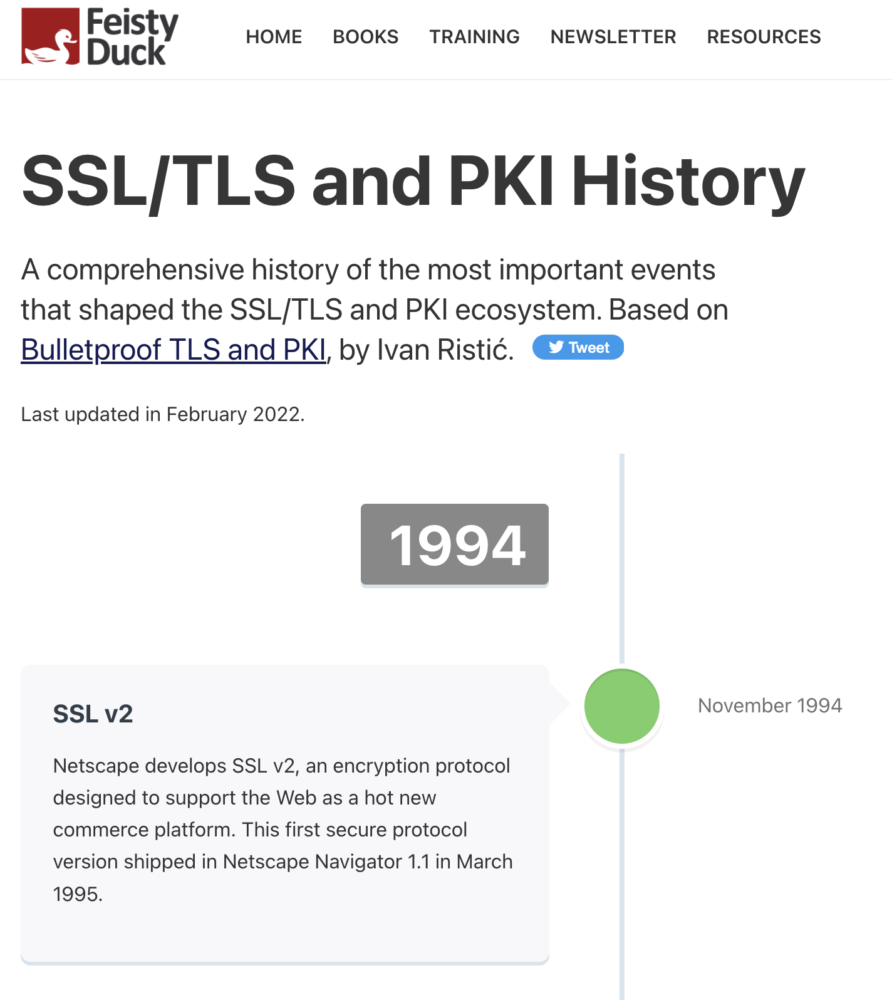 Feisty
Duck
HOME BOOKS TRAINING NEWSLETTER RESOURCES
SSL/TLS and PKI History
A comprehensive history of the most important events
that shaped the SSL/TLS and PKI ecosystem. Based on
Bulletproof TLS and PKI, by Ivan Ristić. Tweet
Last updated in February 2022.
1994
SSL v2
November 1994
Netscape develops SSL v2, an encryption protocol
designed to support the Web as a hot new
commerce platform. This first secure protocol
version shipped in Netscape Navigator 1.1 in March
1995.